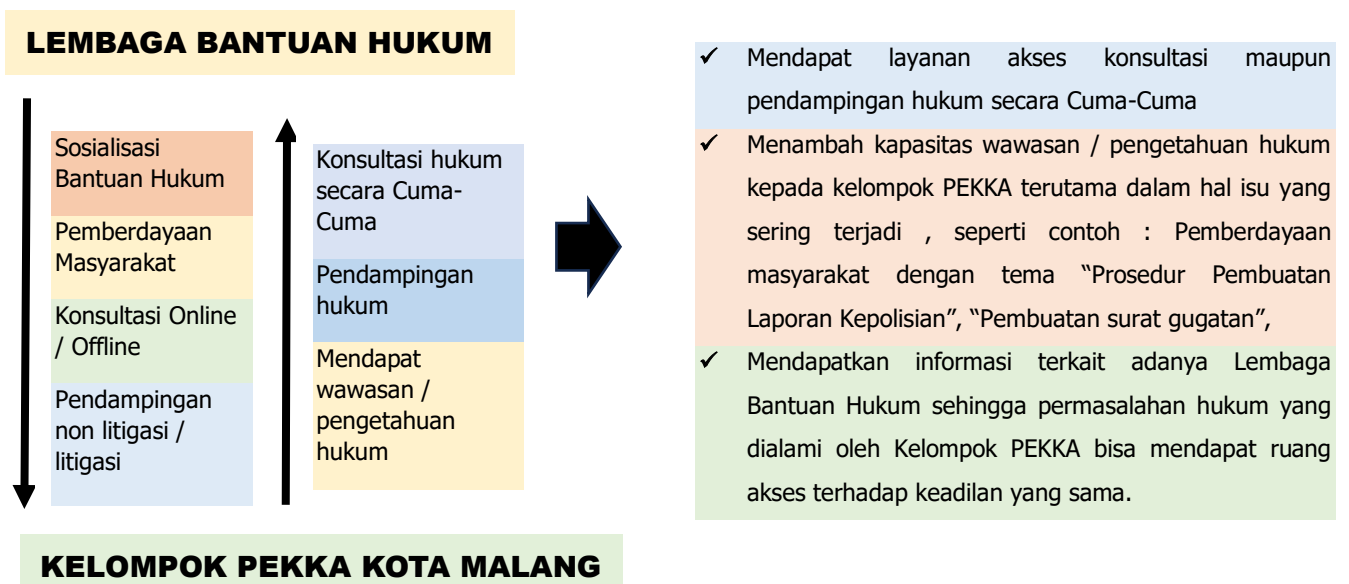 LEMBAGA BANTUAN HUKUM
Sosialisasi
Bantuan Hukum
Pemberdayaan
Masyarakat
Konsultasi Online
/ Offline
Pendampingan
non litigasi /
litigasi
Konsultasi hukum
secara Cuma-
Cuma
Pendampingan
hukum
Mendapat
wawasan /
pengetahuan
hukum
KELOMPOK PEKKA KOTA MALANG
✓ Mendapat layanan akses konsultasi maupun
pendampingan hukum secara Cuma-Cuma
✓ Menambah kapasitas wawasan / pengetahuan hukum
kepada kelompok PEKKA terutama dalam hal isu yang
sering terjadi , seperti contoh : Pemberdayaan
masyarakat dengan tema “Prosedur Pembuatan
Laporan Kepolisian”, “Pembuatan surat gugatan”,
✓ Mendapatkan informasi terkait adanya Lembaga
Bantuan Hukum sehingga permasalahan hukum yang
dialami oleh Kelompok PEKKA bisa mendapat ruang
akses terhadap keadilan yang sama.